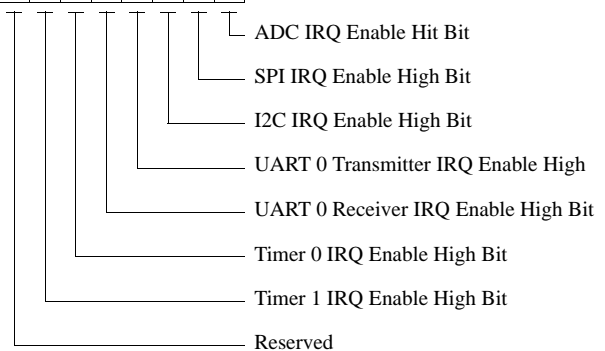 ADC IRQ Enable Hit Bit
SPI IRQ Enable High Bit
I2C IRQ Enable High Bit
UART 0 Transmitter IRQ Enable High
UART 0 Receiver IRQ Enable High Bit
Timer 0 IRQ Enable High Bit
Timer 1 IRQ Enable High Bit
Reserved